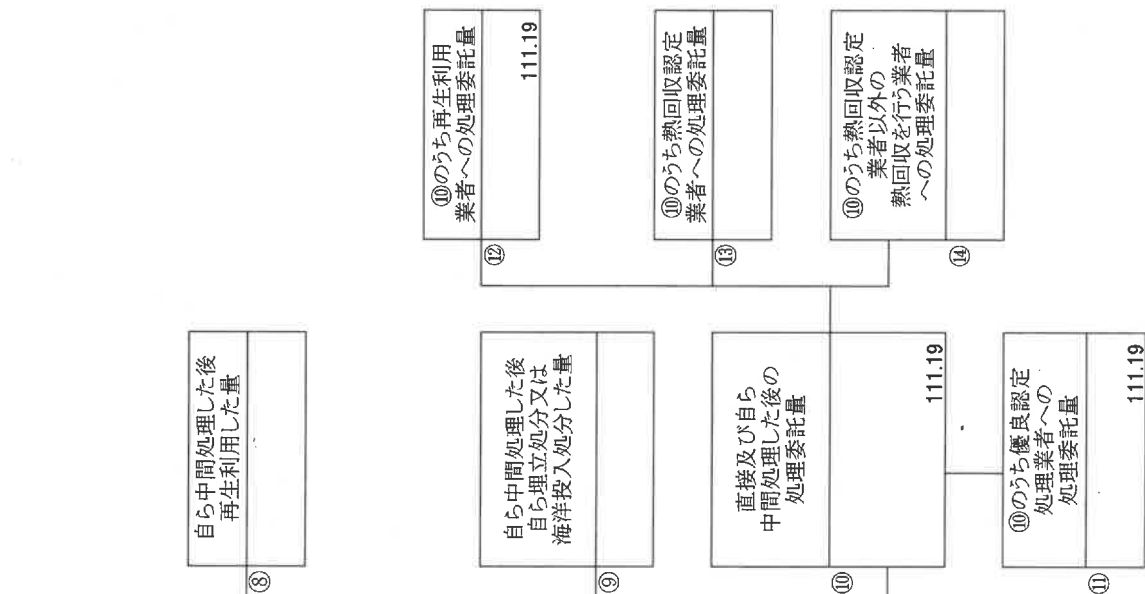 自ら中間処理した後
再生利用した量
⑧
自ら中間処理した後
自ら埋立処分又は
海洋投入処分した量
⑨
直接及び自ら
中間処理した後の
処理委託量
111.19
⑩
⑩のうち優良認定
処理業者への
処理委託量
111.19
⑪
⑩のうち再生利用
業者への処理委託量
111.19
⑫
⑩のうち熱回収認定
業者への処理委託量
⑬
⑩のうち熱回収認定
業者以外の
熱回収を行う業者
への処理委託量
⑭